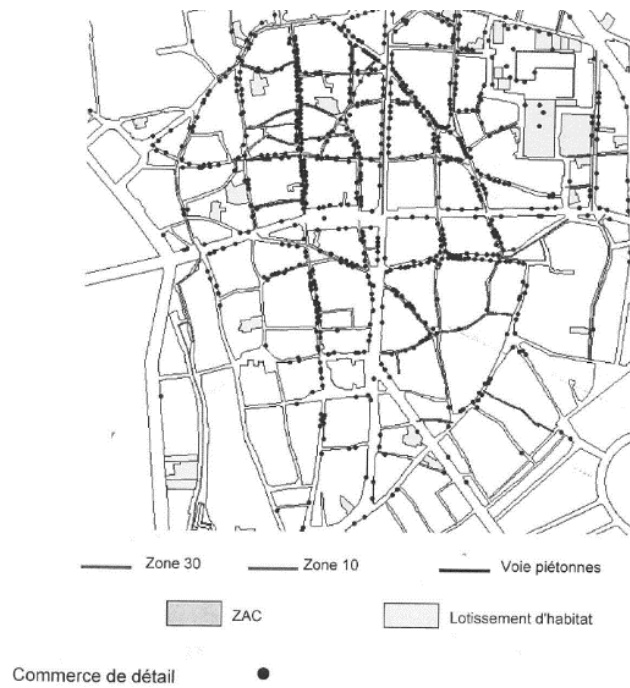 Zone 30 Zone 10 Voie piétonnes
ZAC Lotissement d'habitat
Commerce de détail